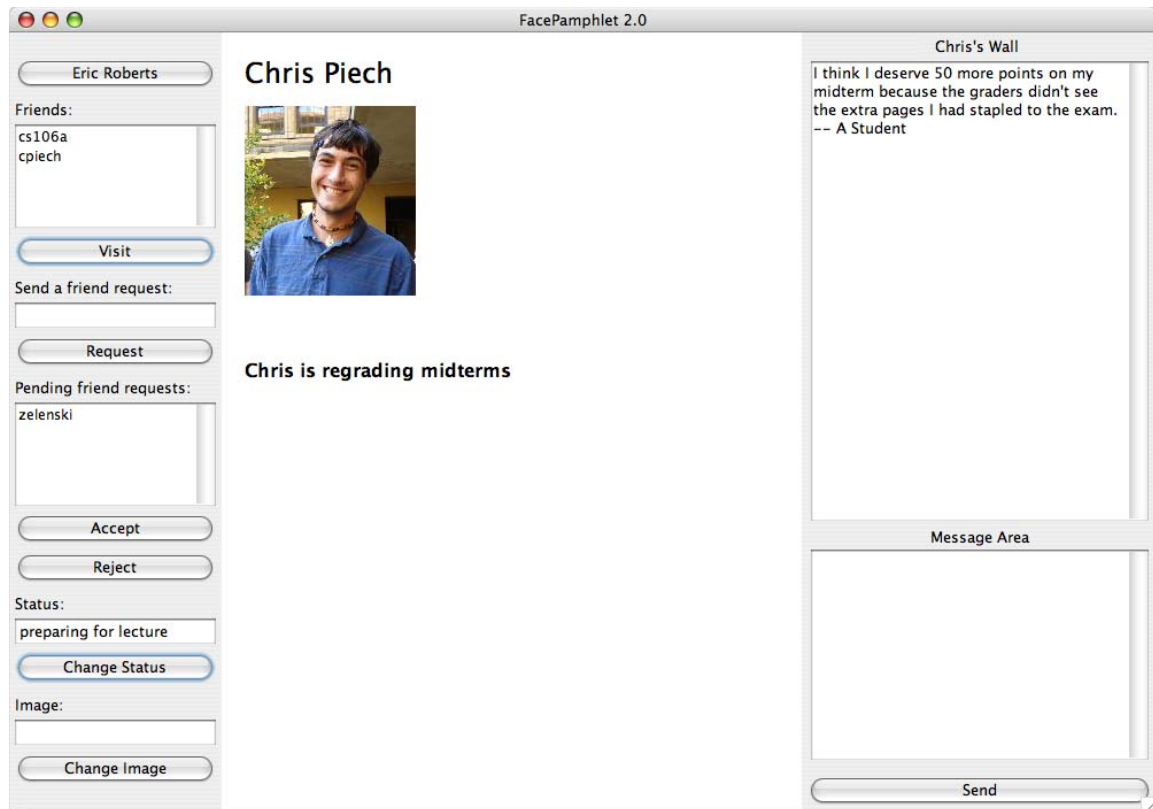 FacePamphlet 2.0
Eric Roberts
Friends:
cs106a
cpiech
Visit
Send a friend request:
Request
Pending friend requests:
zelenski
Accept
Reject
Status:
preparing for lecture
Change Status
Image:
Change Image
Chris Piech
Chris is regrading midterms
Chris's Wall
I think I deserve 50 more points on my
midterm because the graders didn't see
the extra pages I had stapled to the exam.
-- A Student
Message Area
Send